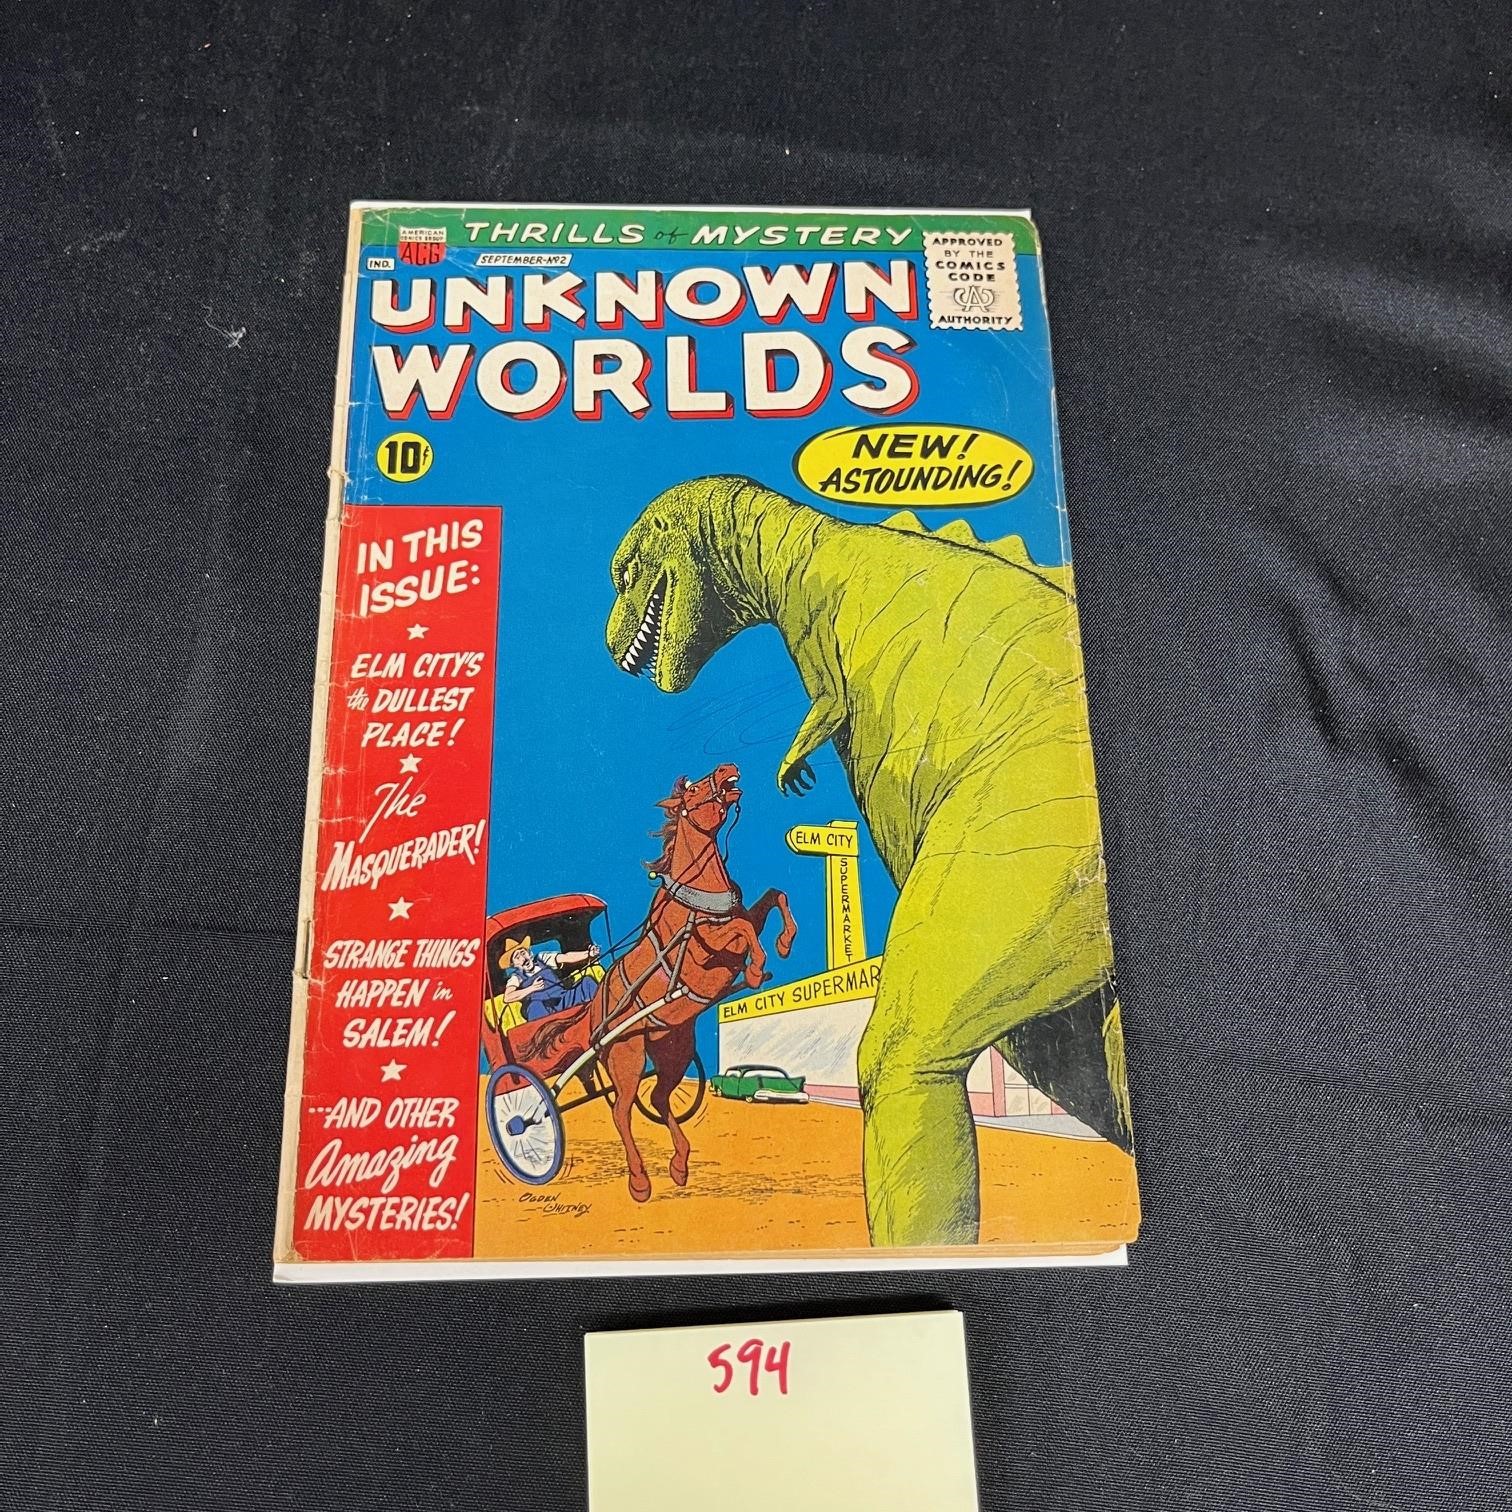 THRILLS of MYSTERY
AMERICAN
COMICS GROUP
ACG
IND.
SEPTEMBER-Nº2
UNKNOWN
WORLDS
APPROVED
BY THE
COMICS
CODE
CA
AUTHORITY
10¢
NEW!
ASTOUNDING!
IN THIS
ISSUE:
ELM CITY'S
the DULLEST
PLACE!
The
MASQUERADER!
STRANGE THINGS
HAPPEN in
SALEM!
...AND OTHER
Amazing
MYSTERIES!
ELM CITY
SUPERMARKET
ELM CITY SUPERMAR
OGDEN
WHITNEY
594